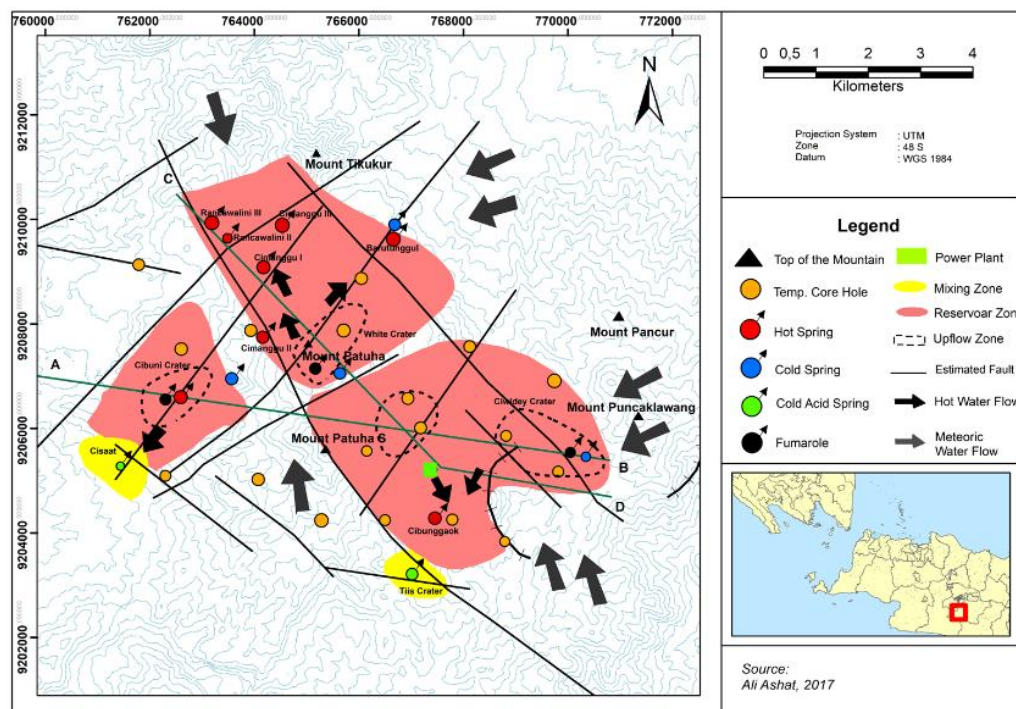 760000 762000 764000 766000 768000 770000 772000
9212000
9210000
9208000
9206000
9204000
9202000
N
C
Mount Tikukur
Rancawalini III
Cimanggu III
Rancawalini II
Barutunggul
Cimanggu I
White Crater
Mount Pancur
Cimanggu II
Mount Patuha
Cibuni Crater
A
Ciwidey Crater
Mount Puncaklawang
Mount Patuha S
Cisaat
B
D
Cibunggaok
Tiis Crater
0 0,5 1 2 3 4
Kilometers
Projection System : UTM
Zone : 48 S
Datum : WGS 1984
Legend
Top of the Mountain
Power Plant
Temp. Core Hole
Mixing Zone
Reservoar Zon
Hot Spring
Upflow Zone
Cold Spring
Estimated Fault
Cold Acid Spring
Hot Water Flow
Fumarole
Meteoric
Water Flow
Source:
Ali Ashat, 2017